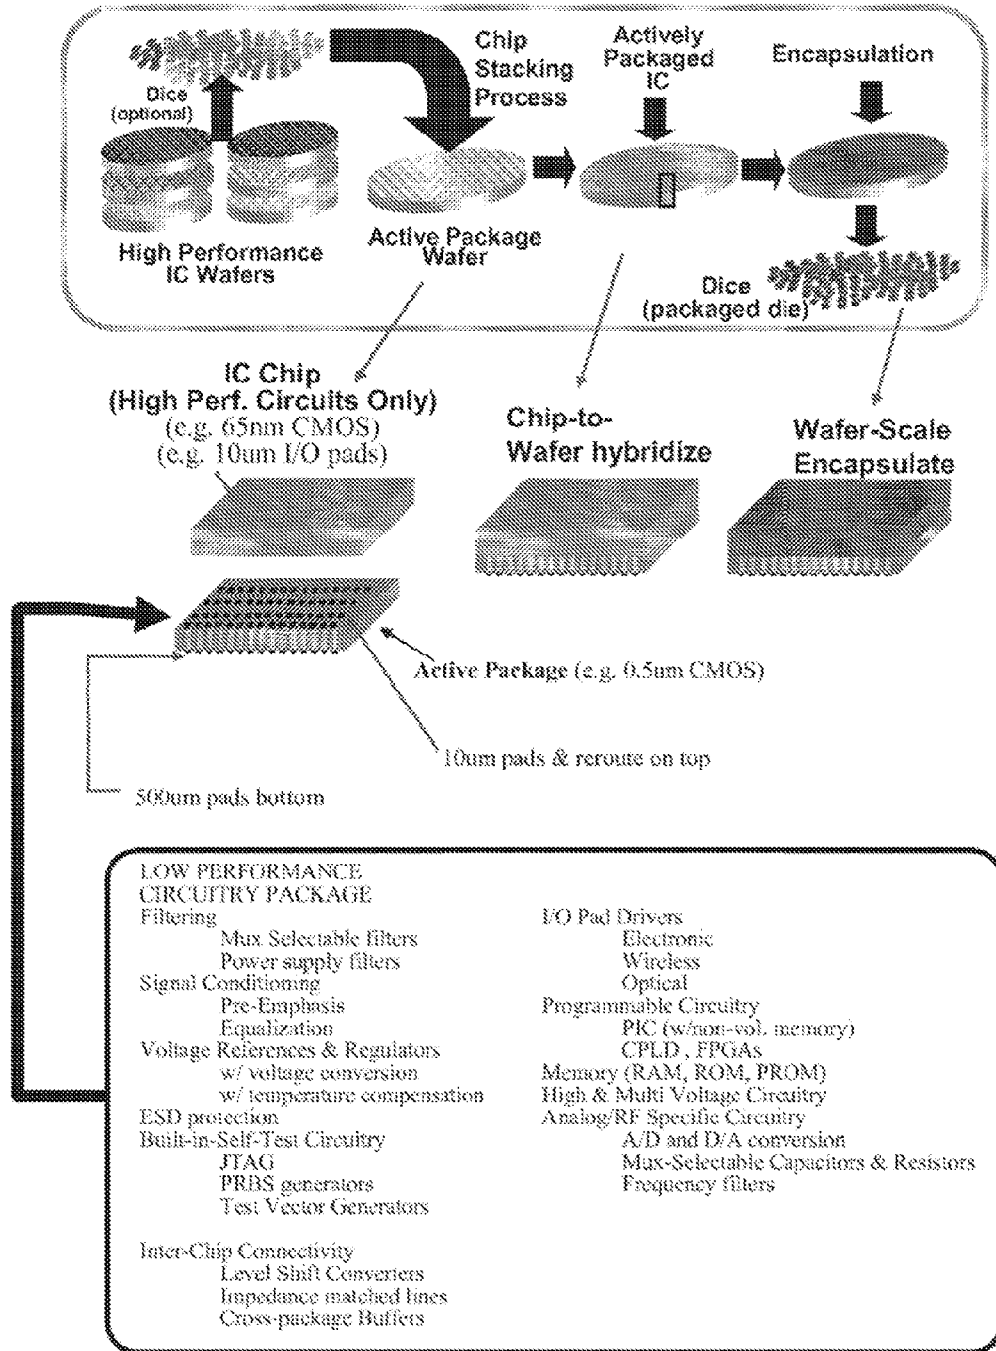 Chip
Stacking
Process
Actively
Packaged
IC
Encapsulation
Dice
(optional)
High Performance
IC Wafers
Active Package
Wafer
Dice
(packaged die)
IC Chip
(High Perf. Circuits Only)
(e.g. 65nm CMOS)
(e.g. 10um I/O pads)
Chip-to-
Wafer hybridize
Wafer-Scale
Encapsulate
Active Package (e.g. 0.5um CMOS)
10um pads & reroute on top
500um pads bottom
LOW PERFORMANCE
CIRCUITRY PACKAGE
Filtering
Mux Selectable filters
Power supply filters
Signal Conditioning
Pre-Emphasis
Equalization
Voltage References & Regulators
w/ voltage conversion
w/ temperature compensation
ESD protection
Built-in-Self-Test Circuitry
JTAG
PRBS generators
Test Vector Generators
Inter-Chip Connectivity
Level Shift Converters
Impedance matched lines
Cross-package Buffers
I/O Pad Drivers
Electronic
Wireless
Optical
Programmable Circuitry
PIC (w/non-vol. memory)
CPLD , FPGAs
Memory (RAM, ROM, PROM)
High & Multi Voltage Circuitry
Analog/RF Specific Circuitry
A/D and D/A conversion
Mux-Selectable Capacitors & Resistors
Frequency filters